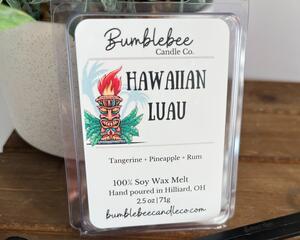 Bumblebee
Candle Co.
HAWAIIAN
LUAU
Tangerine + Pineapple + Rum
100% Soy Wax Melt
Hand poured in Hilliard, OH
2.5 oz | 71g
bumblebeecandleco.com